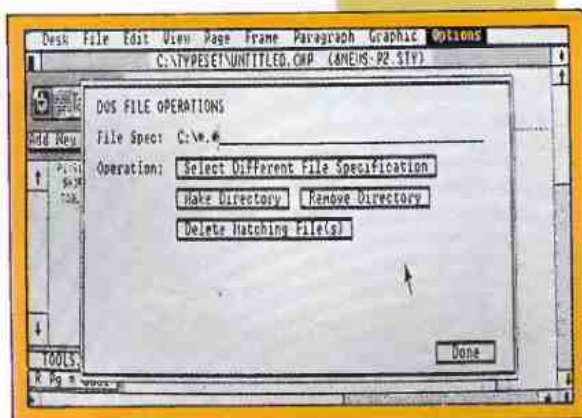 Desk File Edit View Page Frame Paragraph Graphic Options
C:\TYPESET\UNTITLED.CHP (&NEWS-P2.STY)
DOS FILE OPERATIONS
Add New
File Spec: C:\*.*
Operation: Select Different File Specification
Make Directory Remove Directory
Delete Matching File(s)
Done
TOOLS.
R Pg #